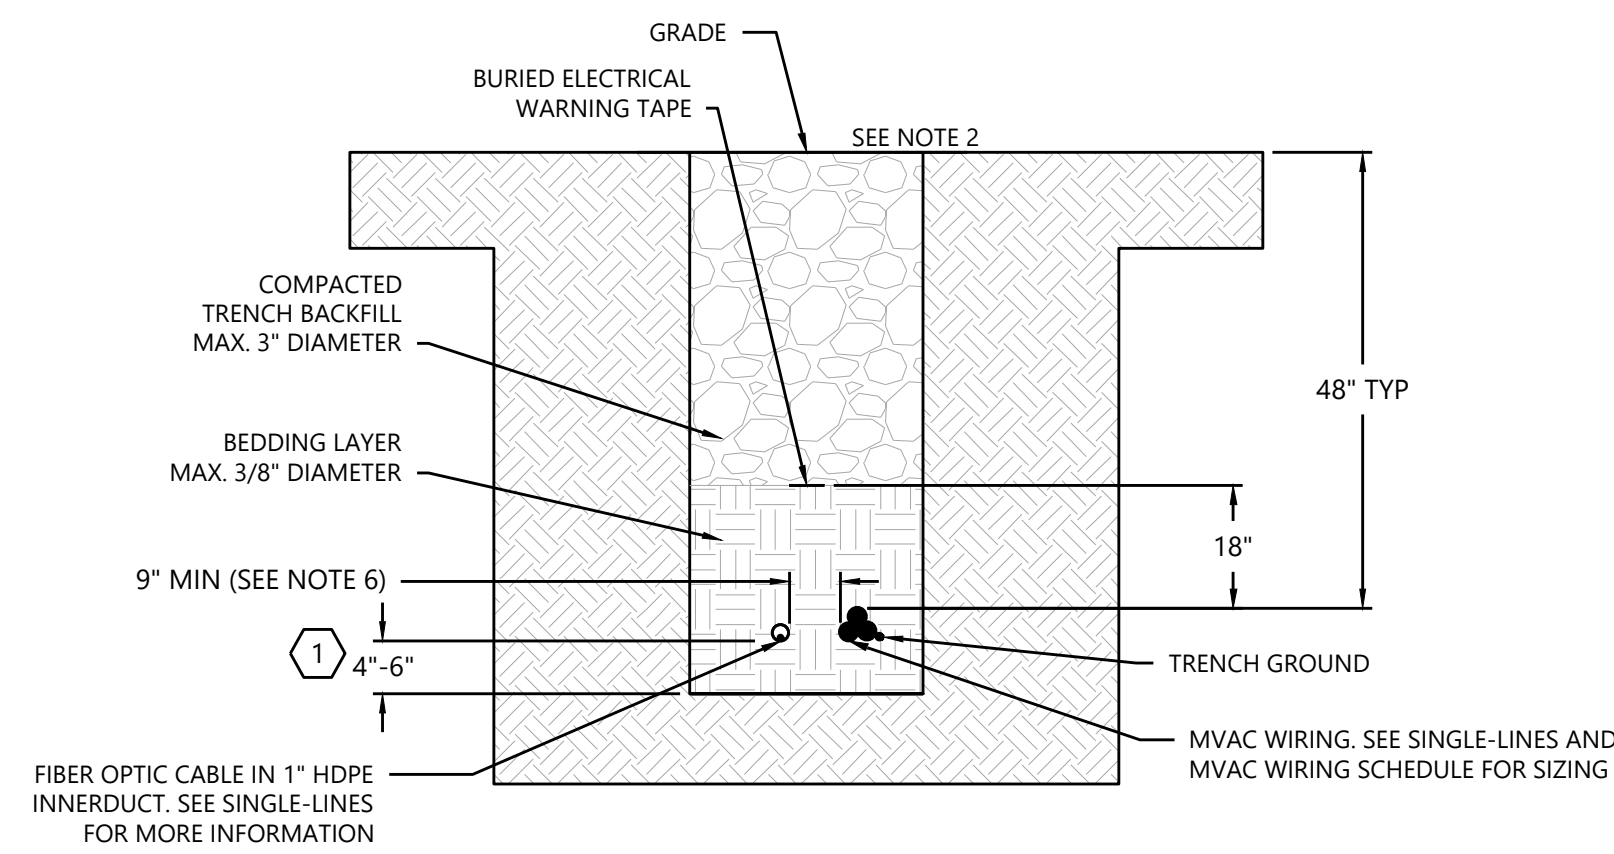 GRADE
BURIED ELECTRICAL
WARNING TAPE
SEE NOTE 2
COMPACTED
TRENCH BACKFILL
MAX. 3" DIAMETER
48" TYP
BEDDING LAYER
MAX. 3/8" DIAMETER
18"
9" MIN (SEE NOTE 6)
1
4"-6"
TRENCH GROUND
MVAC WIRING. SEE SINGLE-LINES AND
MVAC WIRING SCHEDULE FOR SIZING
FIBER OPTIC CABLE IN 1" HDPE
INNERDUCT. SEE SINGLE-LINES
FOR MORE INFORMATION